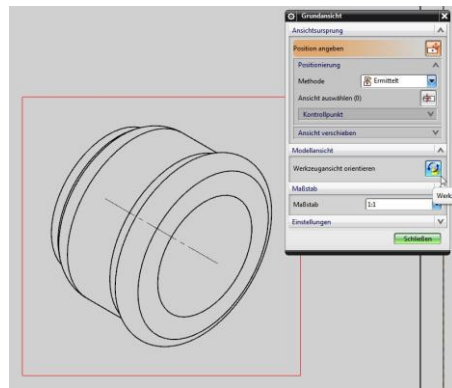 Grundansicht
Ansichtsursprung
Position angeben
Positionierung
Methode
Ermittelt
Ansicht auswählen (0)
Kontrollpunkt
Ansicht verschieben
Modellansicht
Werkzeugansicht orientieren
Maßstab
Werkz
Maßstab
1:1
Einstellungen
Schließen